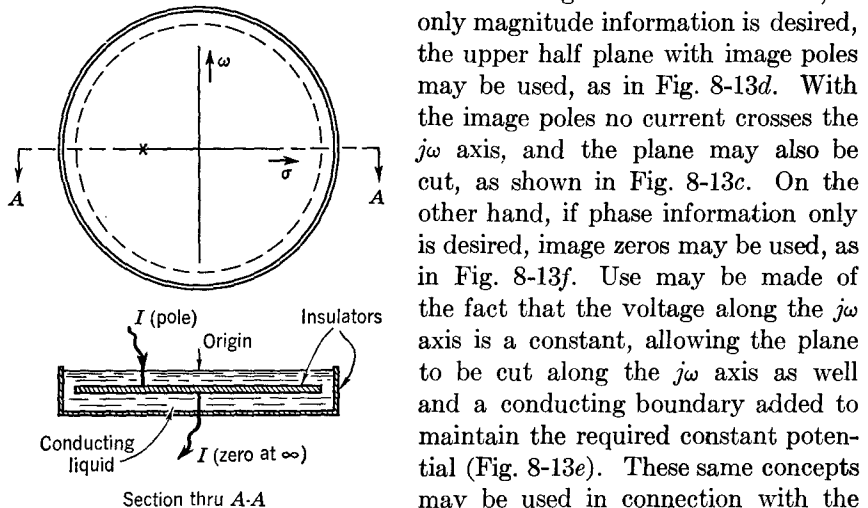 only magnitude information is desired,
the upper half plane with image poles
may be used, as in Fig. 8-13d. With
the image poles no current crosses the
jω axis, and the plane may also be
cut, as shown in Fig. 8-13c. On the
other hand, if phase information only
is desired, image zeros may be used, as
in Fig. 8-13f. Use may be made of
the fact that the voltage along the jω
axis is a constant, allowing the plane
to be cut along the jω axis as well
and a conducting boundary added to
maintain the required constant poten-
tial (Fig. 8-13e). These same concepts
may be used in connection with the
ω
×
σ
A
A
I (pole)
Origin
Insulators
Conducting
liquid
I (zero at ∞)
Section thru A-A